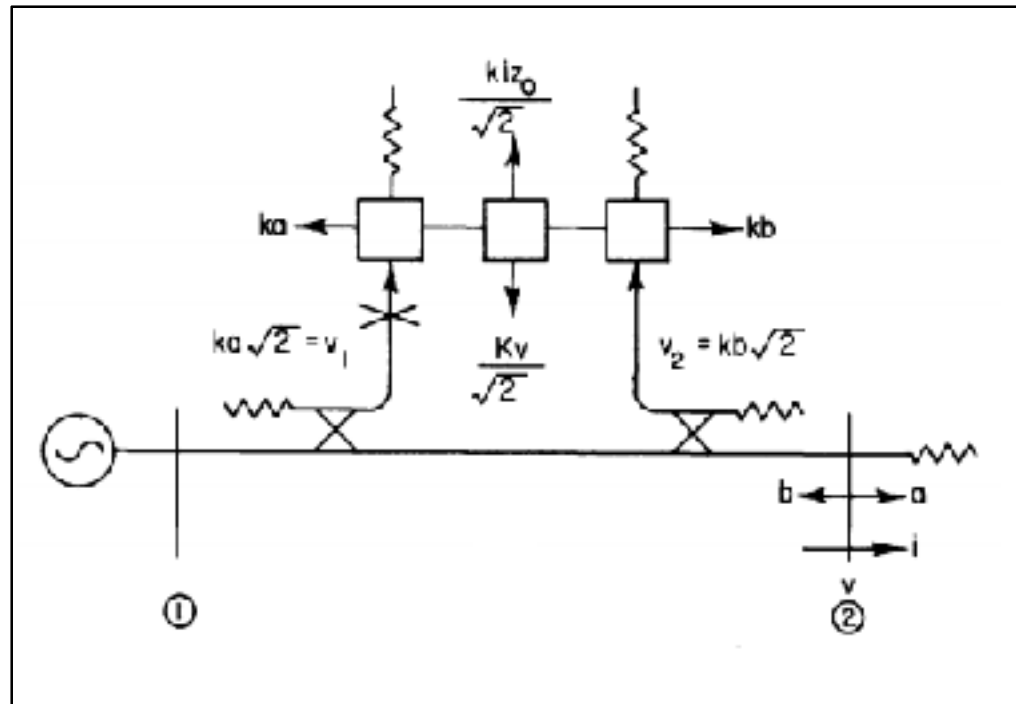 kiz₀
√2
ka
kb
ka√2 = v₁
Kv
√2
v₂ = kb√2
b
a
i
v
①
②